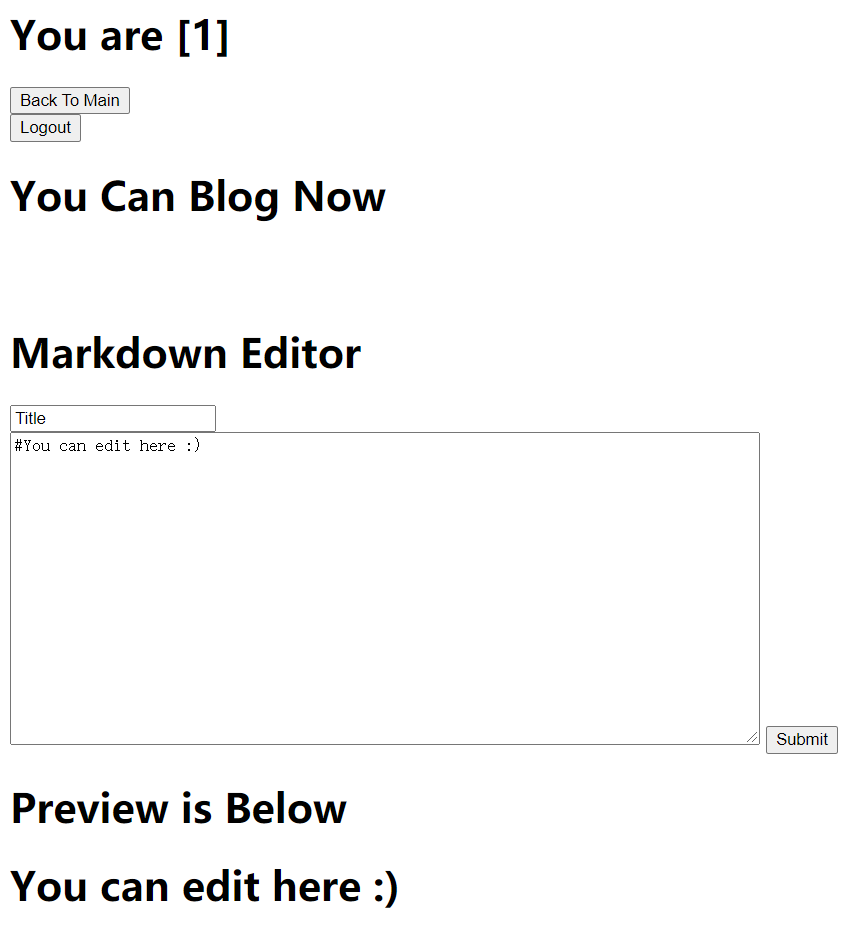 You are [1]
Back To Main
Logout
You Can Blog Now
Markdown Editor
Title
#You can edit here :)
Submit
Preview is Below
You can edit here :)